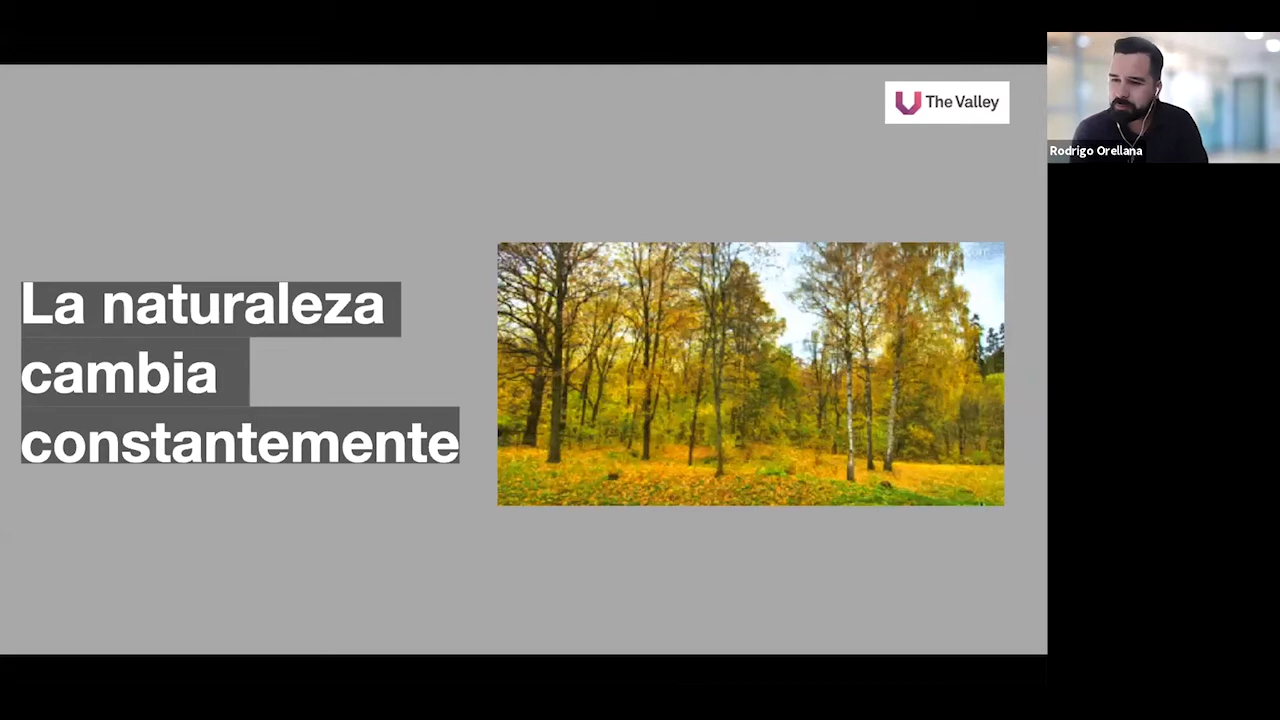 The Valley
Rodrigo Orellana
La naturaleza
cambia
constantemente